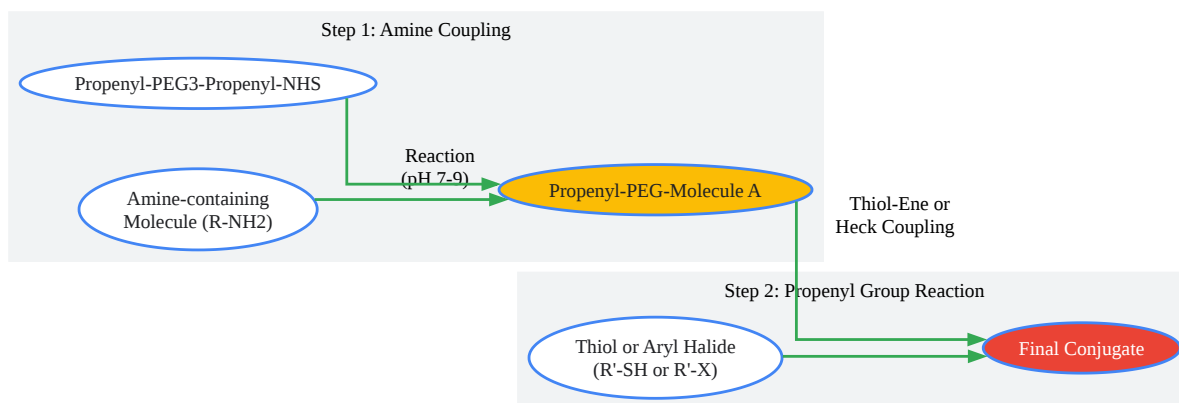 Step 1: Amine Coupling
Propenyl-PEG3-Propenyl-NHS
Reaction
(pH 7-9)
Amine-containing
Molecule (R-NH2)
Propenyl-PEG-Molecule A
Thiol-Ene or
Heck Coupling
Step 2: Propenyl Group Reaction
Thiol or Aryl Halide
(R'-SH or R'-X)
Final Conjugate